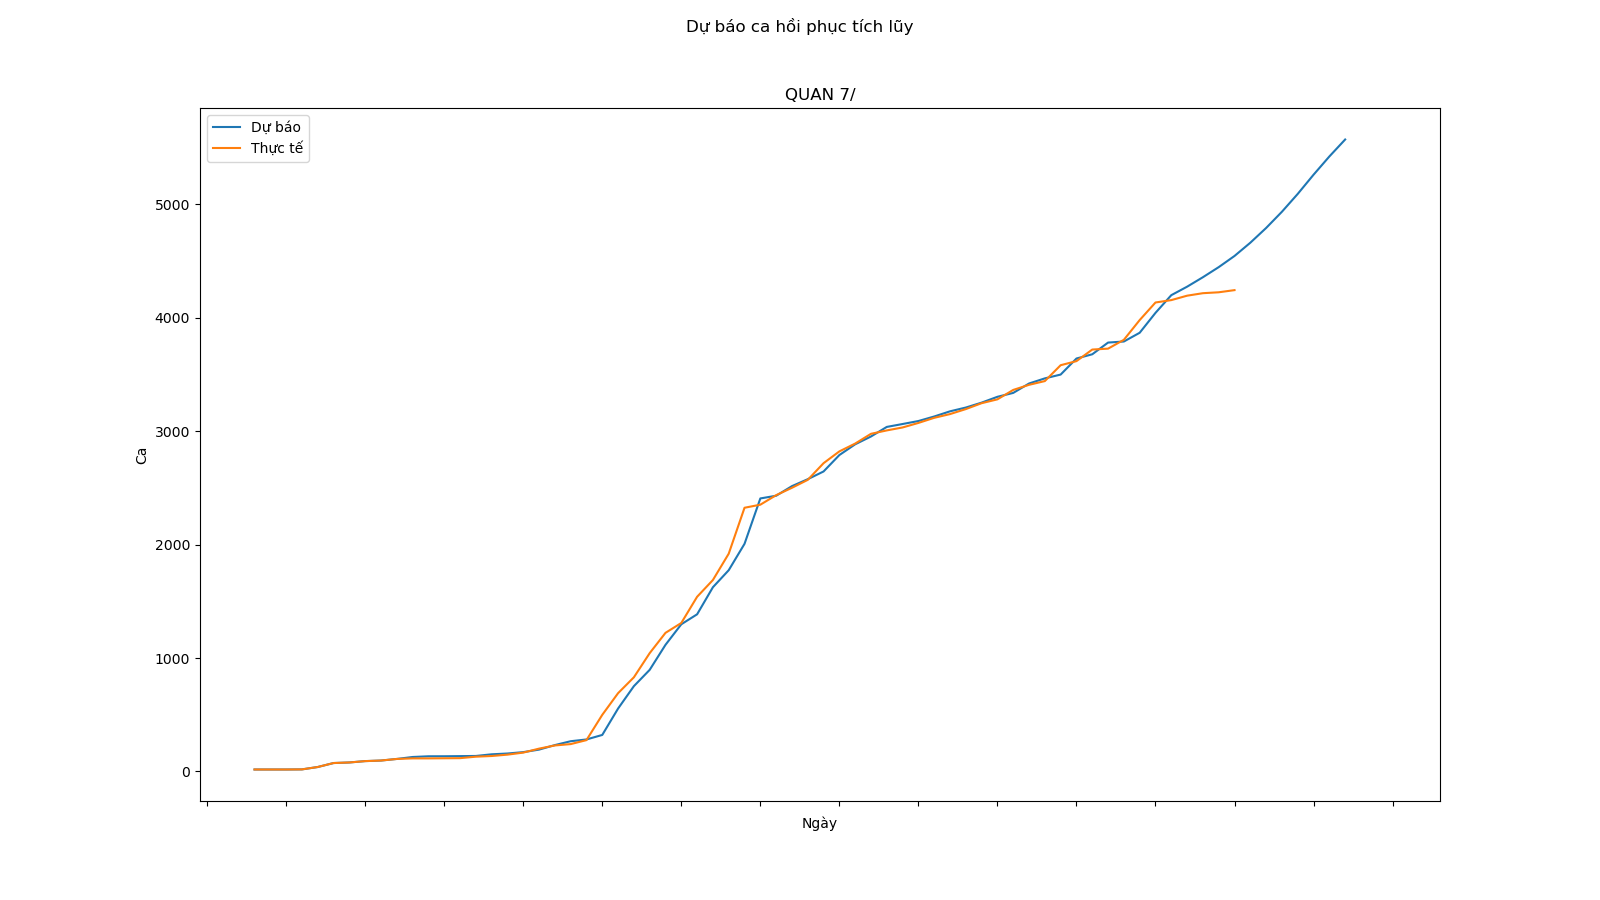 Dự báo ca hồi phục tích lũy
QUAN 7/
Dự báo
Thực tế
5000
4000
3000
2000
1000
0
Ca
Ngày